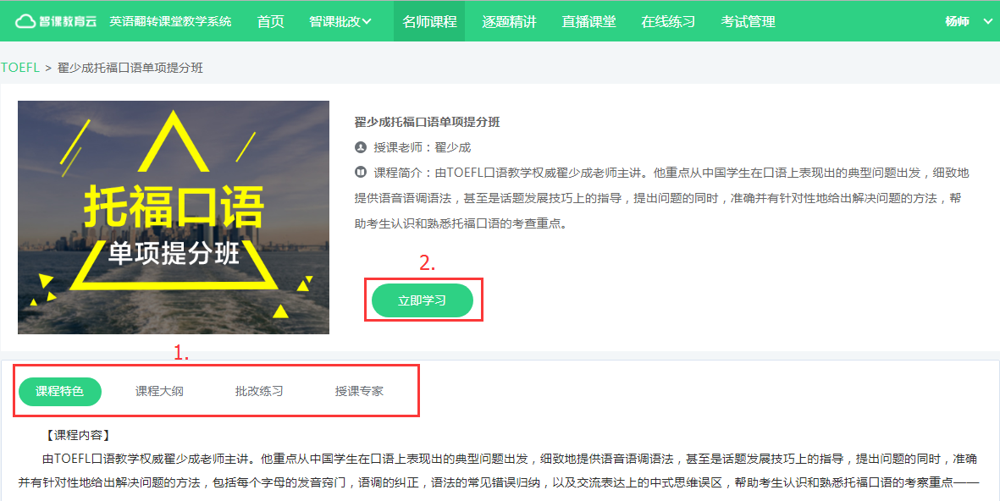 智课教育云 英语翻转课堂教学系统 首页 智课批改 名师课程 逐题精讲 直播课堂 在线练习 考试管理 杨帅
TOEFL > 翟少成托福口语单项提分班
托福口语
单项提分班
翟少成托福口语单项提分班
授课老师：翟少成
课程简介：由TOEFL口语教学权威翟少成老师主讲。他重点从中国学生在口语上表现出的典型问题出发，细致地
提供语音语调语法，甚至是话题发展技巧上的指导，提出问题的同时，准确并有针对性地给出解决问题的方法，帮
助考生认识和熟悉托福口语的考查重点。
2.
立即学习
1.
课程特色 课程大纲 批改练习 授课专家
【课程内容】
由TOEFL口语教学权威翟少成老师主讲。他重点从中国学生在口语上表现出的典型问题出发，细致地提供语音语调语法，甚至是话题发展技巧上的指导，提出问题的同时，准确
并有针对性地给出解决问题的方法，包括每个字母的发音窍门，语调的纠正，语法的常见错误归纳，以及交流表达上的中式思维误区，帮助考生认识和熟悉托福口语的考察重点——